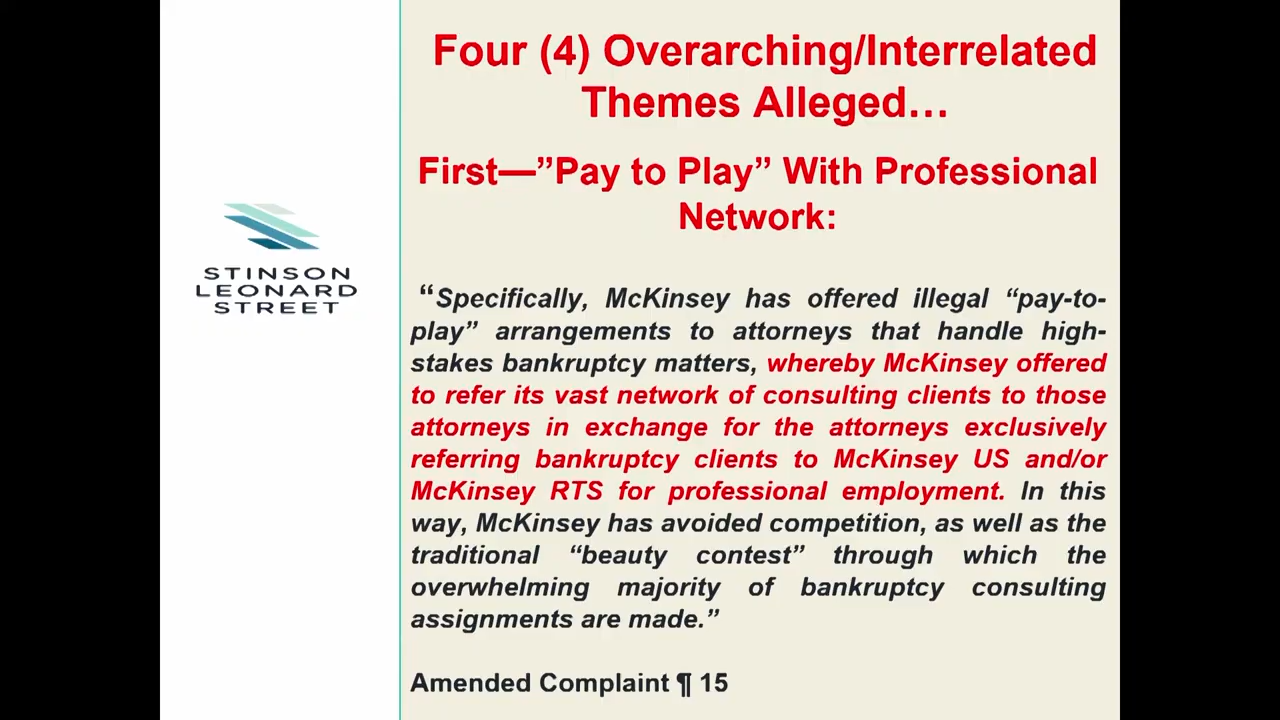 STINSON
LEONARD
STREET
Four (4) Overarching/Interrelated
Themes Alleged…
First—”Pay to Play” With Professional
Network:
“Specifically, McKinsey has offered illegal “pay-to-
play” arrangements to attorneys that handle high-
stakes bankruptcy matters, whereby McKinsey offered
to refer its vast network of consulting clients to those
attorneys in exchange for the attorneys exclusively
referring bankruptcy clients to McKinsey US and/or
McKinsey RTS for professional employment. In this
way, McKinsey has avoided competition, as well as the
traditional “beauty contest” through which the
overwhelming majority of bankruptcy consulting
assignments are made.”
Amended Complaint ¶ 15